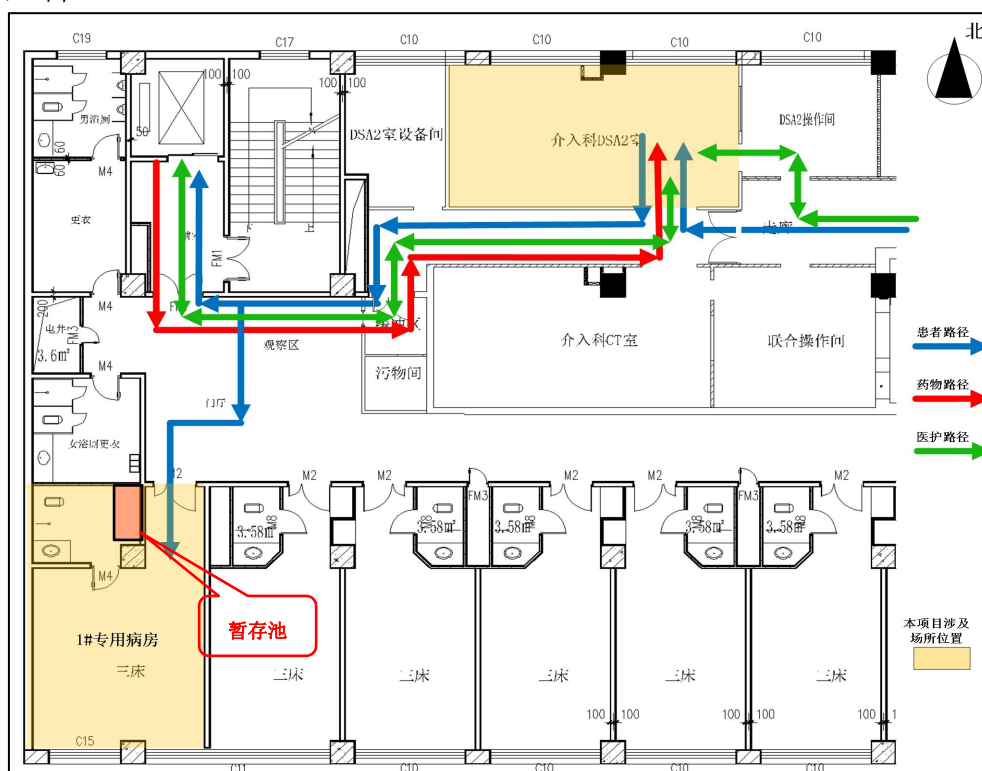 C19
C17
C10
C10
C10
C10
北
100
100
100
100
男浴厕
50
60
60
M4
DSA2室设备间
介入科DSA2室
DSA2操作间
更衣
下
上
FM1
走廊
M4
200
电井
3.6m²
FM3
观察区
缓冲区
介入科CT室
联合操作间
污物间
M4
门厅
女浴厕更衣
患者路径
药物路径
医护路径
M2
M2
M2
M2
M2
FM3
FM3
3.58m²
M8
3.58m²
M8
3.58m²
M8
3.58m²
M8
3.58m²
M8
M4
暂存池
1#专用病房
三床
三床
三床
三床
三床
三床
本项目涉及
场所位置
100
100
100
100
100
C15
C11
C10
C10
C10
C10